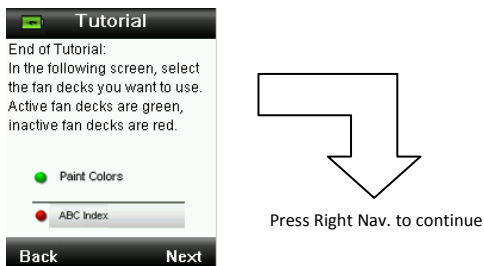 Tutorial
End of Tutorial:
In the following screen, select
the fan decks you want to use.
Active fan decks are green,
inactive fan decks are red.
Paint Colors
ABC Index
Back Next
Press Right Nav. to continue